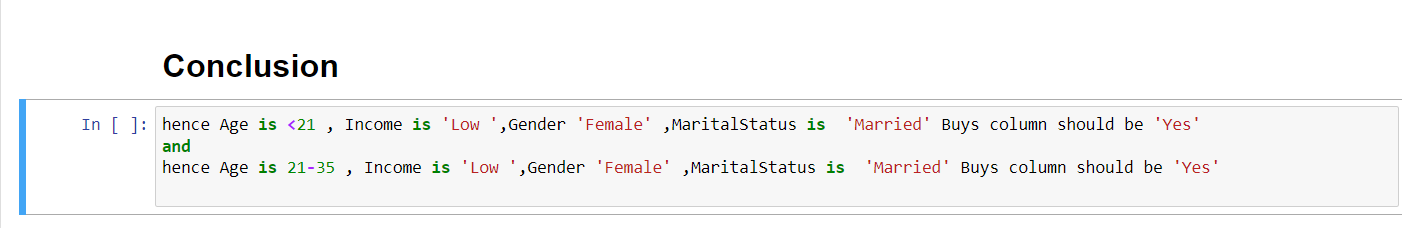 Conclusion
In [ ]: hence Age is <21 , Income is 'Low ',Gender 'Female' ,MaritalStatus is  'Married' Buys column should be 'Yes'
and
hence Age is 21-35 , Income is 'Low ',Gender 'Female' ,MaritalStatus is  'Married' Buys column should be 'Yes'